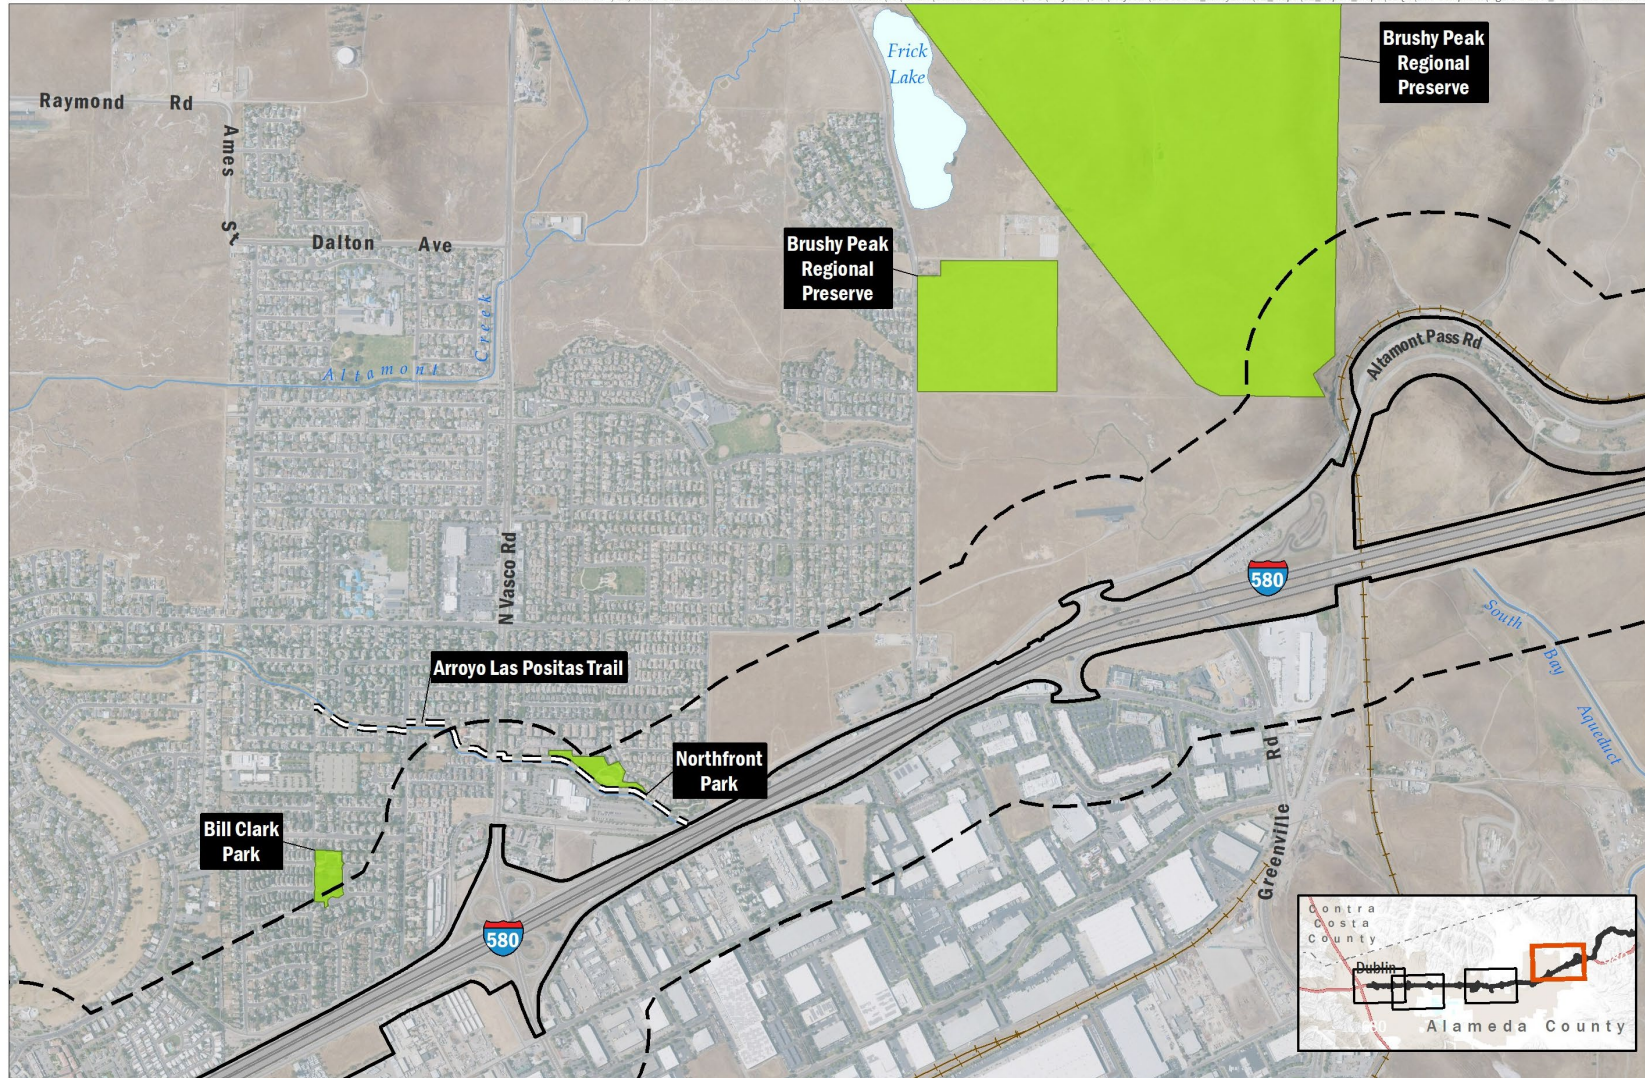 Frick
Lake
Brushy Peak
Regional
Preserve
Raymond Rd
Ames St
Dalton Ave
Brushy Peak
Regional
Preserve
Altamont Creek
Altamont Pass Rd
N Vasco Rd
580
South Bay Aqueduct
Arroyo Las Positas Trail
Northfront
Park
Greenville Rd
Bill Clark
Park
580
Contra
Costa
County
Dublin
Alameda County